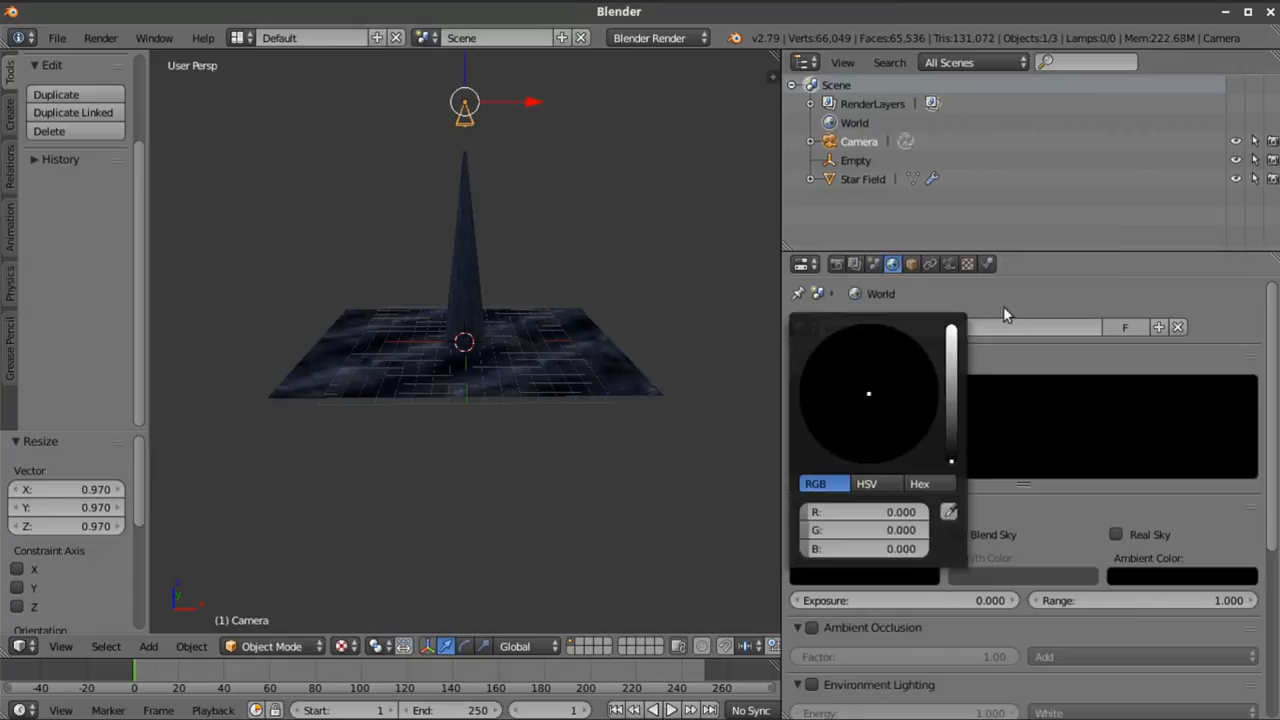 Blender
File Render Window Help Default Scene Blender Render v2.79 | Verts:66,049 | Faces:65,536 | Tris:131,072 | Objects:1/3 | Lamps:0/0 | Mem:222.68M | Camera
Tools
Create
Relations
Animation
Physics
Grease Pencil
Edit
Duplicate
Duplicate Linked
Delete
History
Resize
Vector
X: 0.970
Y: 0.970
Z: 0.970
Constraint Axis
X
Y
Z
Orientation
User Persp
(1) Camera
View Select Add Object Object Mode Global
-40 -20 0 20 40 60 80 100 120 140 160 180 200 220 240 260
View Marker Frame Playback Start: 1 End: 250 1 No Sync
View Search All Scenes
Scene
RenderLayers
World
Camera
Empty
Star Field
World
F
RGB HSV Hex
R: 0.000
G: 0.000
B: 0.000
Blend Sky Real Sky
Ambient Color:
Exposure: 0.000 Range: 1.000
Ambient Occlusion
Factor: 1.00 Add
Environment Lighting
Energy: 1.000 White